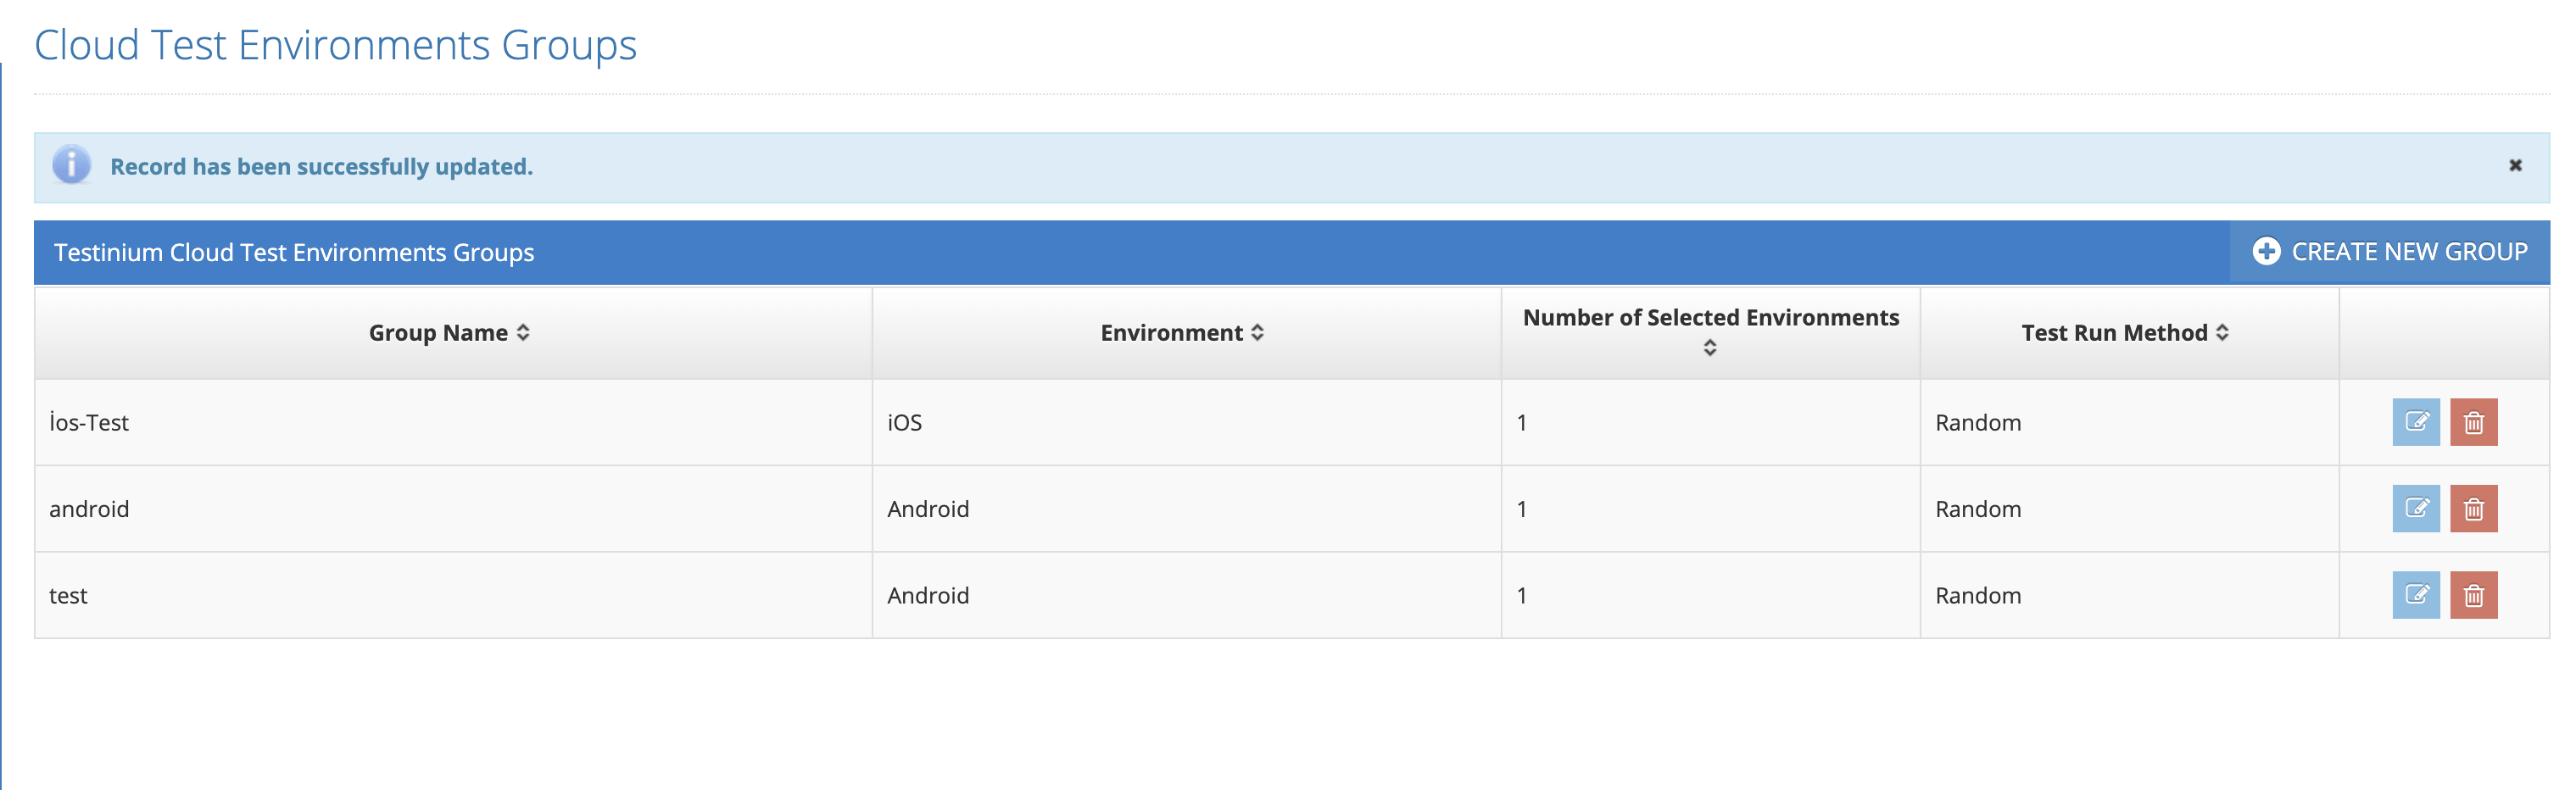 Cloud Test Environments Groups
Record has been successfully updated.
Testinium Cloud Test Environments Groups
CREATE NEW GROUP
Group Name
Environment
Number of Selected Environments
Test Run Method
İos-Test
iOS
1
Random
android
Android
1
Random
test
Android
1
Random